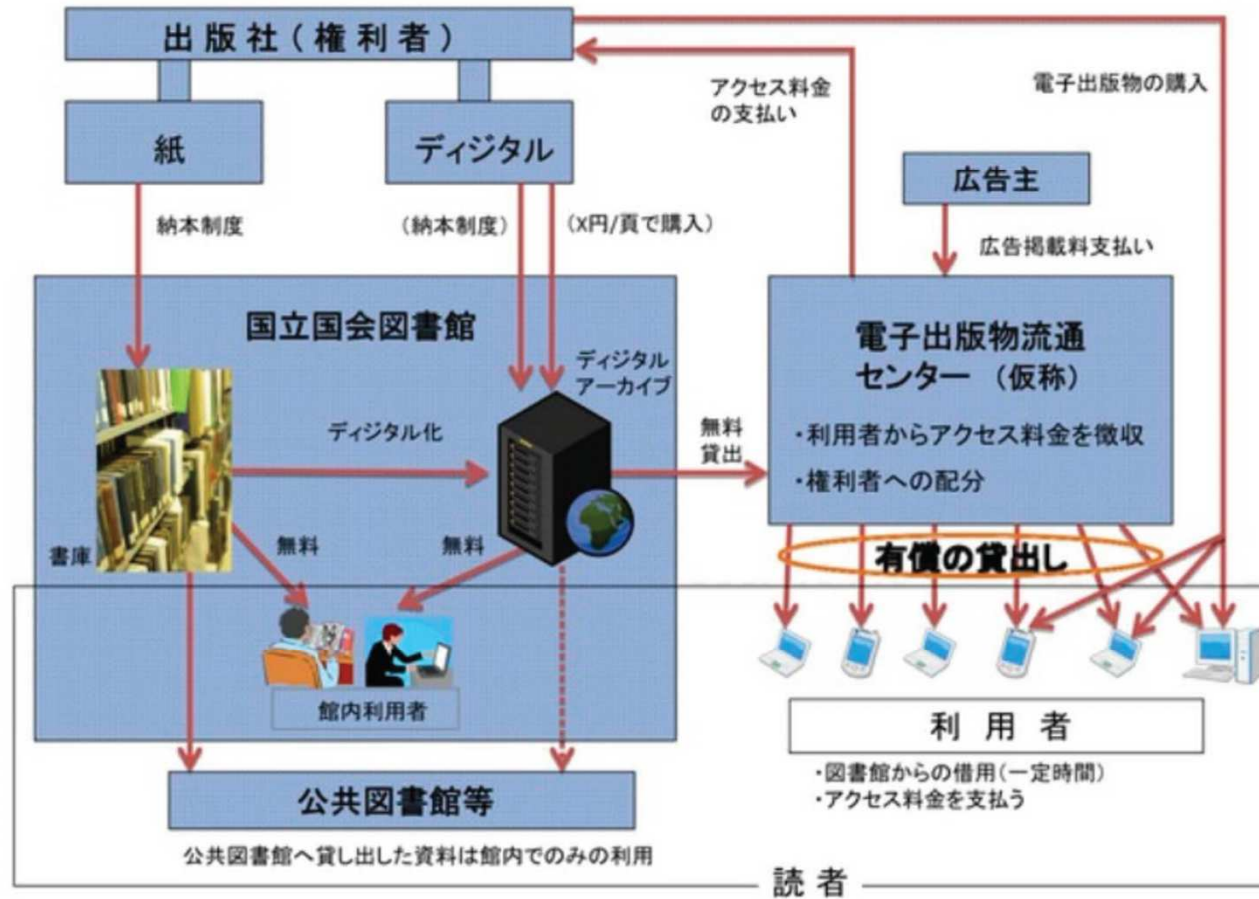 出版社(権利者)
紙
ディジタル
アクセス料金
の支払い
電子出版物の購入
広告主
納本制度
(納本制度)
(X円/頁で購入)
広告掲載料支払い
国立国会図書館
ディジタル
アーカイブ
電子出版物流通
センター (仮称)
・利用者からアクセス料金を徴収
・権利者への配分
ディジタル化
無料
貸出
書庫
無料
無料
有償の貸出し
館内利用者
利用者
・図書館からの借用(一定時間)
・アクセス料金を支払う
公共図書館等
公共図書館へ貸し出した資料は館内でのみの利用
読者